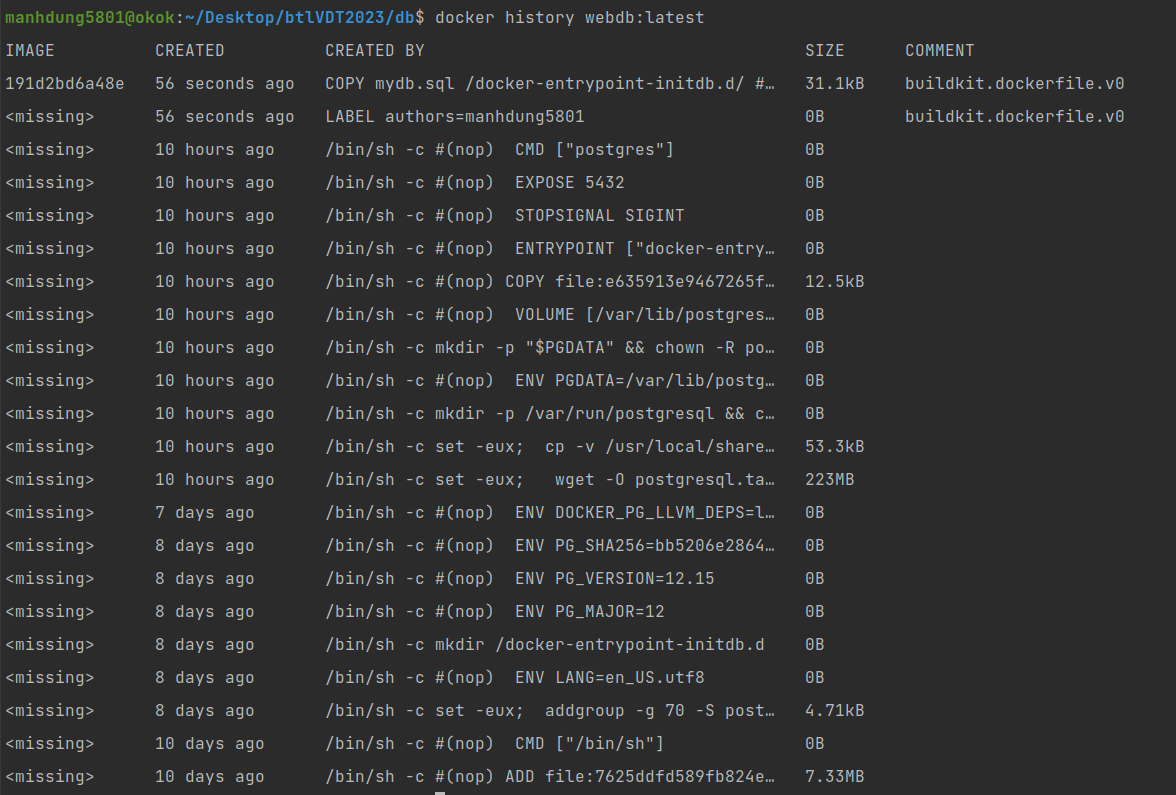 manhdung5801@okok:~/Desktop/btlVDT2023/db$ docker history webdb:latest
IMAGE CREATED CREATED BY SIZE COMMENT
191d2bd6a48e 56 seconds ago COPY mydb.sql /docker-entrypoint-initdb.d/ #… 31.1kB buildkit.dockerfile.v0
<missing> 56 seconds ago LABEL authors=manhdung5801 0B buildkit.dockerfile.v0
<missing> 10 hours ago /bin/sh -c #(nop)  CMD ["postgres"] 0B
<missing> 10 hours ago /bin/sh -c #(nop)  EXPOSE 5432 0B
<missing> 10 hours ago /bin/sh -c #(nop)  STOPSIGNAL SIGINT 0B
<missing> 10 hours ago /bin/sh -c #(nop)  ENTRYPOINT ["docker-entry… 0B
<missing> 10 hours ago /bin/sh -c #(nop) COPY file:e635913e9467265f… 12.5kB
<missing> 10 hours ago /bin/sh -c #(nop)  VOLUME [/var/lib/postgres… 0B
<missing> 10 hours ago /bin/sh -c mkdir -p "$PGDATA" && chown -R po… 0B
<missing> 10 hours ago /bin/sh -c #(nop)  ENV PGDATA=/var/lib/postg… 0B
<missing> 10 hours ago /bin/sh -c mkdir -p /var/run/postgresql && c… 0B
<missing> 10 hours ago /bin/sh -c set -eux;  cp -v /usr/local/share… 53.3kB
<missing> 10 hours ago /bin/sh -c set -eux;   wget -O postgresql.ta… 223MB
<missing> 7 days ago /bin/sh -c #(nop)  ENV DOCKER_PG_LLVM_DEPS=l… 0B
<missing> 8 days ago /bin/sh -c #(nop)  ENV PG_SHA256=bb5206e2864… 0B
<missing> 8 days ago /bin/sh -c #(nop)  ENV PG_VERSION=12.15 0B
<missing> 8 days ago /bin/sh -c #(nop)  ENV PG_MAJOR=12 0B
<missing> 8 days ago /bin/sh -c mkdir /docker-entrypoint-initdb.d 0B
<missing> 8 days ago /bin/sh -c #(nop)  ENV LANG=en_US.utf8 0B
<missing> 8 days ago /bin/sh -c set -eux;  addgroup -g 70 -S post… 4.71kB
<missing> 10 days ago /bin/sh -c #(nop)  CMD ["/bin/sh"] 0B
<missing> 10 days ago /bin/sh -c #(nop) ADD file:7625ddfd589fb824e… 7.33MB